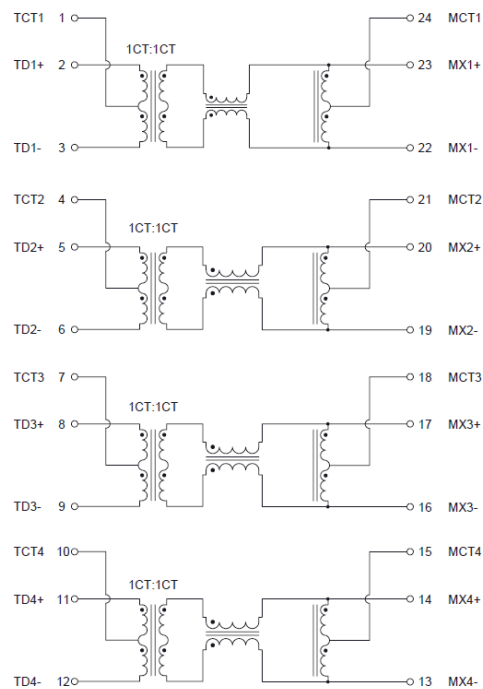 TCT1 1 24 MCT1
1CT:1CT
TD1+ 2 23 MX1+
TD1- 3 22 MX1-
TCT2 4 21 MCT2
1CT:1CT
TD2+ 5 20 MX2+
TD2- 6 19 MX2-
TCT3 7 18 MCT3
1CT:1CT
TD3+ 8 17 MX3+
TD3- 9 16 MX3-
TCT4 10 15 MCT4
1CT:1CT
TD4+ 11 14 MX4+
TD4- 12 13 MX4-